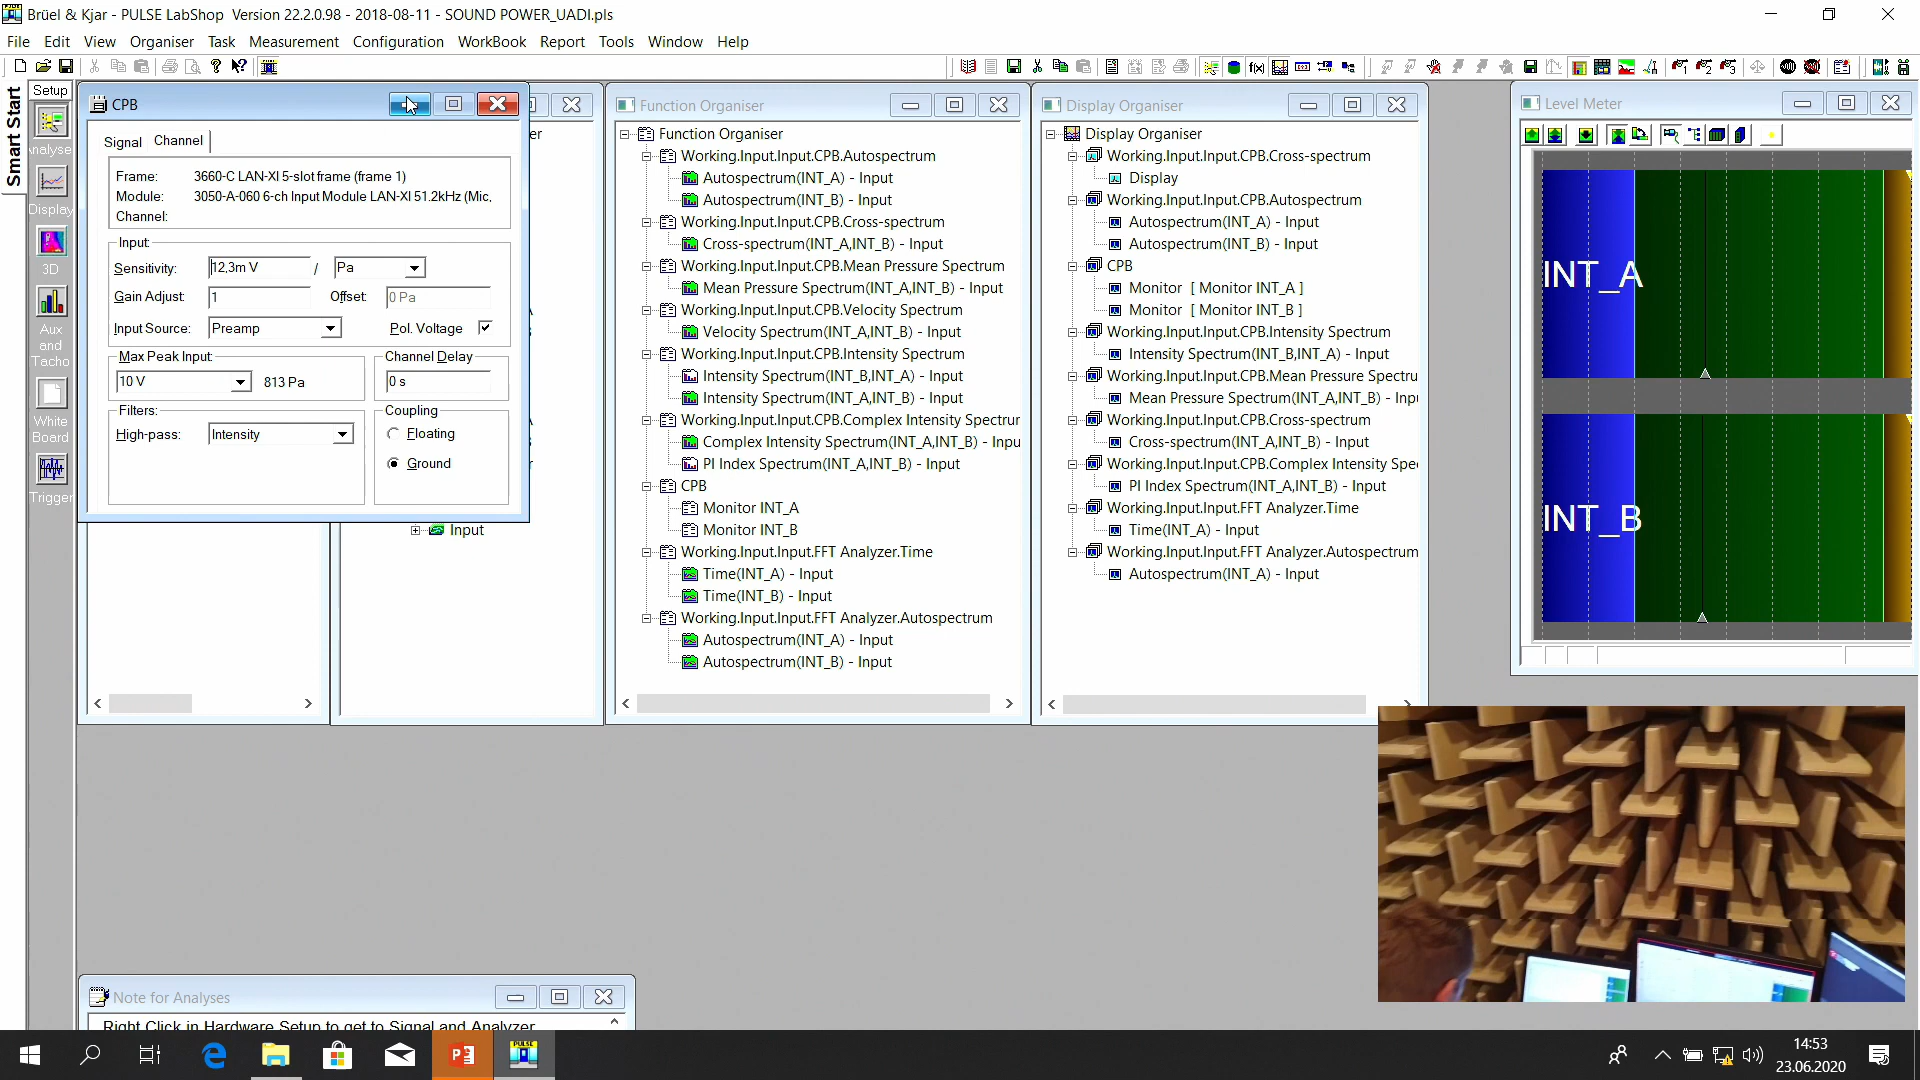 Brüel & Kjar - PULSE LabShop Version 22.2.0.98 - 2018-08-11 - SOUND POWER_UADI.pls
File Edit View Organiser Task Measurement Configuration WorkBook Report Tools Window Help
Smart Start
Setup
Analyse
Display
3D
Aux
and
Tacho
White
Board
Trigger
CPB
Signal Channel
Frame: 3660-C LAN-XI 5-slot frame (frame 1)
Module: 3050-A-060 6-ch Input Module LAN-XI 51.2kHz (Mic,
Channel:
Input:
Sensitivity: 12,3m V / Pa
Gain Adjust: 1 Offset: 0 Pa
Input Source: Preamp Pol. Voltage
Max Peak Input: Channel Delay
10 V 813 Pa 0 s
Filters: Coupling
High-pass: Intensity Floating
Ground
er
Input
Function Organiser
Function Organiser
Working.Input.Input.CPB.Autospectrum
Autospectrum(INT_A) - Input
Autospectrum(INT_B) - Input
Working.Input.Input.CPB.Cross-spectrum
Cross-spectrum(INT_A,INT_B) - Input
Working.Input.Input.CPB.Mean Pressure Spectrum
Mean Pressure Spectrum(INT_A,INT_B) - Input
Working.Input.Input.CPB.Velocity Spectrum
Velocity Spectrum(INT_A,INT_B) - Input
Working.Input.Input.CPB.Intensity Spectrum
Intensity Spectrum(INT_B,INT_A) - Input
Intensity Spectrum(INT_A,INT_B) - Input
Working.Input.Input.CPB.Complex Intensity Spectrur
Complex Intensity Spectrum(INT_A,INT_B) - Inpu
PI Index Spectrum(INT_A,INT_B) - Input
CPB
Monitor INT_A
Monitor INT_B
Working.Input.Input.FFT Analyzer.Time
Time(INT_A) - Input
Time(INT_B) - Input
Working.Input.Input.FFT Analyzer.Autospectrum
Autospectrum(INT_A) - Input
Autospectrum(INT_B) - Input
Display Organiser
Display Organiser
Working.Input.Input.CPB.Cross-spectrum
Display
Working.Input.Input.CPB.Autospectrum
Autospectrum(INT_A) - Input
Autospectrum(INT_B) - Input
CPB
Monitor [ Monitor INT_A ]
Monitor [ Monitor INT_B ]
Working.Input.Input.CPB.Intensity Spectrum
Intensity Spectrum(INT_B,INT_A) - Input
Working.Input.Input.CPB.Mean Pressure Spectru
Mean Pressure Spectrum(INT_A,INT_B) - Inpu
Working.Input.Input.CPB.Cross-spectrum
Cross-spectrum(INT_A,INT_B) - Input
Working.Input.Input.CPB.Complex Intensity Spe
PI Index Spectrum(INT_A,INT_B) - Input
Working.Input.Input.FFT Analyzer.Time
Time(INT_A) - Input
Working.Input.Input.FFT Analyzer.Autospectrum
Autospectrum(INT_A) - Input
Level Meter
INT_A
INT_B
Note for Analyses
Right Click in Hardware Setup to get to Signal and Analyzer
PULSE
14:53
23.06.2020